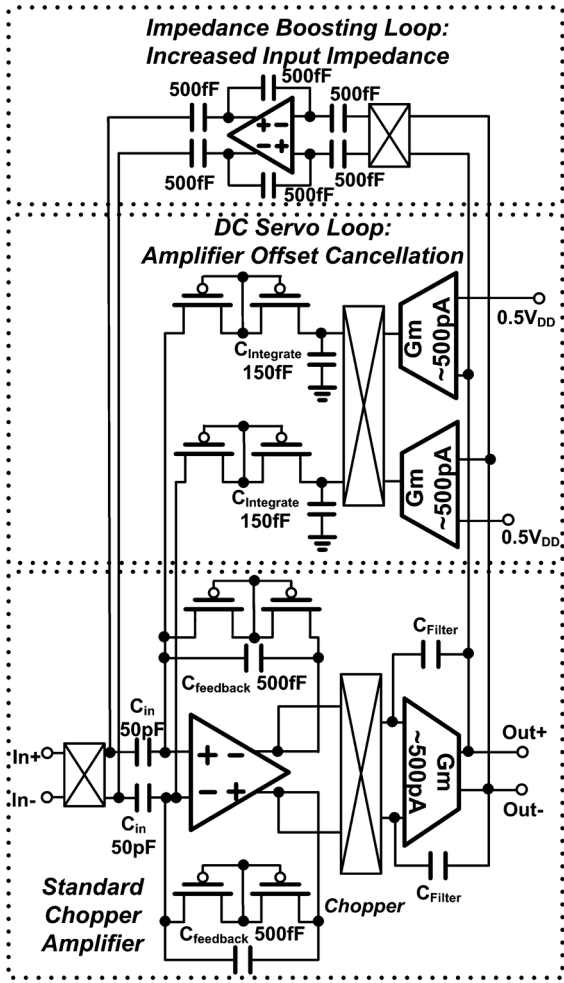 Impedance Boosting Loop:
Increased Input Impedance
500fF
500fF
500fF
+ -
- +
500fF
500fF
500fF
DC Servo Loop:
Amplifier Offset Cancellation
Gm
~500pA
0.5VDD
CIntegrate
150fF
Gm
~500pA
CIntegrate
150fF
0.5VDD
CFilter
Cfeedback 500fF
Cin
50pF
In+
+ -
Gm
~500pA
Out+
In-
- +
Out-
Cin
50pF
CFilter
Standard
Chopper
Amplifier
Chopper
Cfeedback 500fF